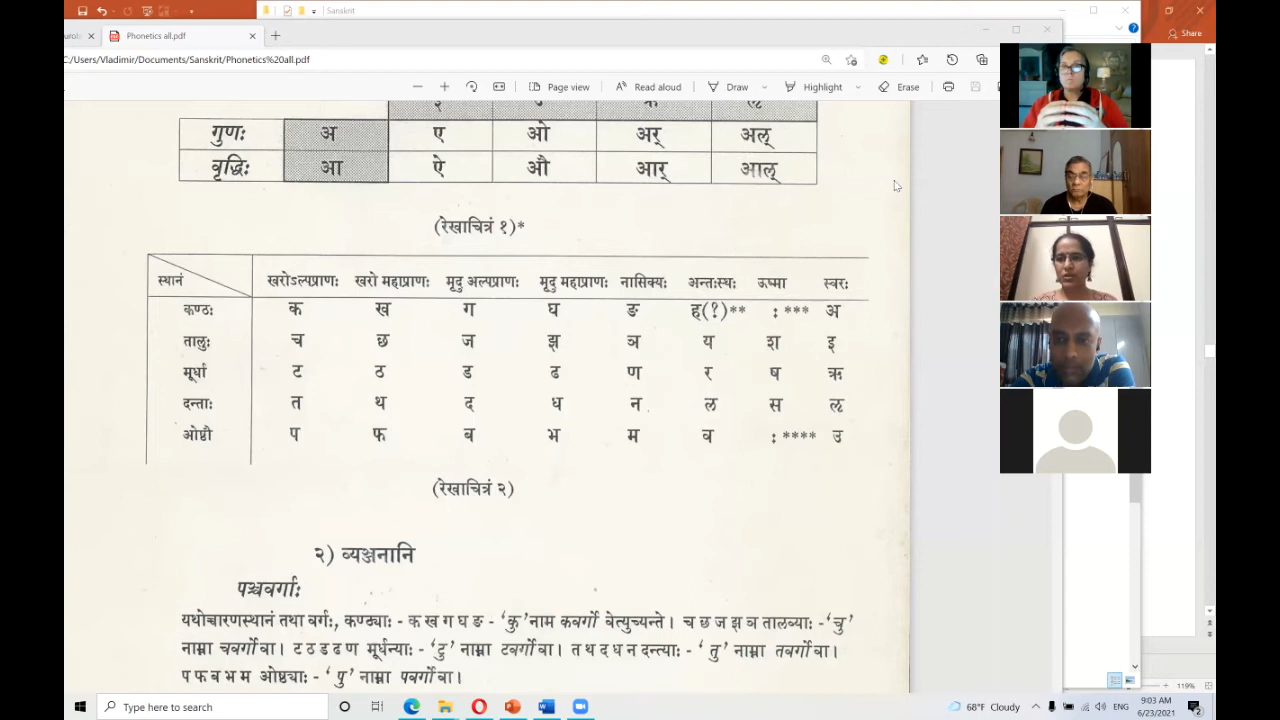 Sanskrit
Phonetics all.pdf
C:/Users/Vladimir/Documents/Sanskrit/Phonetics%20all.pdf
Share
Page view
Read aloud
Draw
Highlight
Erase
गुणः अ ए ओ अर् अल्
वृद्धिः आ ऐ औ आर् आल्
(रेखाचित्रं १)*
स्थानं खरोऽल्पप्राणः खरो महाप्राणः मृदु अल्पप्राणः मृदु महाप्राणः नासिक्यः अन्तःस्थः ऊष्मा स्वरः
कण्ठः क ख ग घ ङ ह(?)** : *** अ
तालुः च छ ज झ ञ य श इ
मूर्धा ट ठ ड ढ ण र ष ऋ
दन्ताः त थ द ध न ल स ऌ
ओष्ठौ प फ ब भ म व : **** उ
(रेखाचित्रं २)
२) व्यञ्जनानि
पञ्चवर्गाः
यथोच्चारणस्थानं तथा वर्गः, कण्ठ्याः - क ख ग घ ङ - ‘कु’ नाम कवर्गो वेत्युच्यन्ते । च छ ज झ ञ तालव्याः -‘चु’
नाम्ना चवर्गो वा । ट ठ ड ढ ण मूर्धन्याः - ‘टु’ नाम्ना टवर्गो वा । त थ द ध न दन्त्याः - ‘तु’ नाम्ना तवर्गो वा ।
प फ ब भ म ओष्ठ्याः - ‘पु’ नाम्ना पवर्गो वा ।
119%
Type here to search
68°F Cloudy
9:03 AM
6/23/2021
2